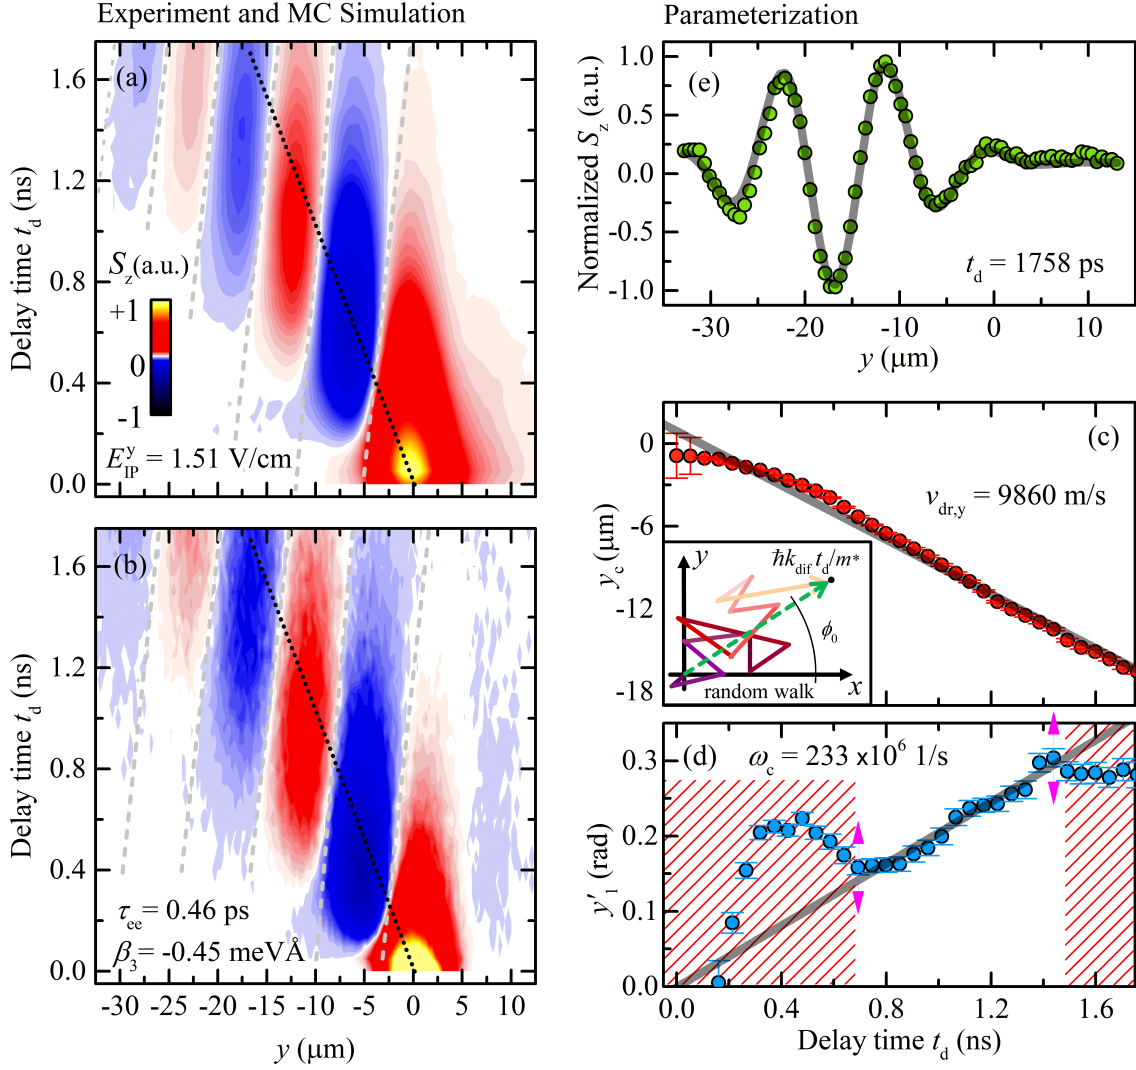 Experiment and MC Simulation
Parameterization
(a)
Delay time t_d (ns)
1.6
1.2
0.8
0.4
0.0
S_z(a.u.)
+1
0
-1
E_IP^y = 1.51 V/cm
(b)
Delay time t_d (ns)
1.6
1.2
0.8
0.4
0.0
τ_ee= 0.46 ps
β_3= -0.45 meVÅ
-30 -25 -20 -15 -10 -5 0 5 10
y (μm)
(e)
Normalized S_z (a.u.)
1.0
0.5
0.0
-0.5
-1.0
t_d = 1758 ps
-30 -20 -10 0 10
y (μm)
(c)
y_c (μm)
0
-6
-12
-18
v_dr,y = 9860 m/s
y
ħk_dif t_d/m*
ϕ_0
random walk
x
(d)
ω_c = 233 x10^6 1/s
y′_1 (rad)
0.3
0.2
0.1
0.0
0.0 0.4 0.8 1.2 1.6
Delay time t_d (ns)